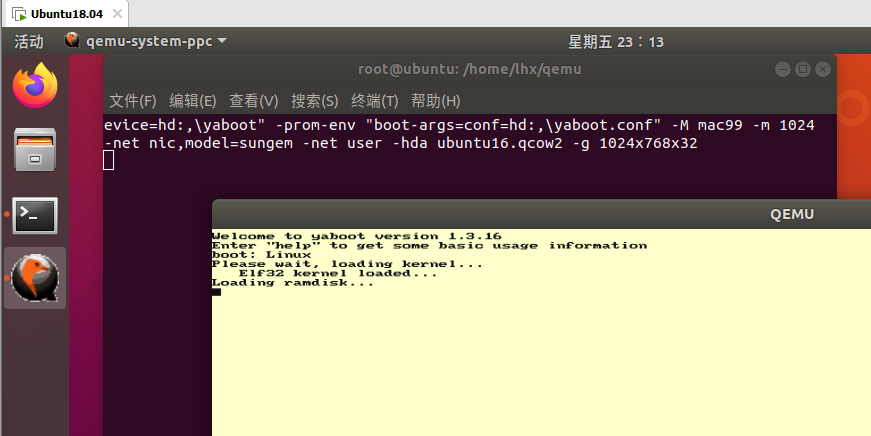 Ubuntu18.04
活动 qemu-system-ppc 星期五 23：13
root@ubuntu: /home/lhx/qemu
文件(F) 编辑(E) 查看(V) 搜索(S) 终端(T) 帮助(H)
evice=hd:,\yaboot" -prom-env "boot-args=conf=hd:,\yaboot.conf" -M mac99 -m 1024
-net nic,model=sungem -net user -hda ubuntu16.qcow2 -g 1024x768x32
QEMU
Welcome to yaboot version 1.3.16
Enter "help" to get some basic usage information
boot: Linux
Please wait, loading kernel...
Elf32 kernel loaded...
Loading ramdisk...